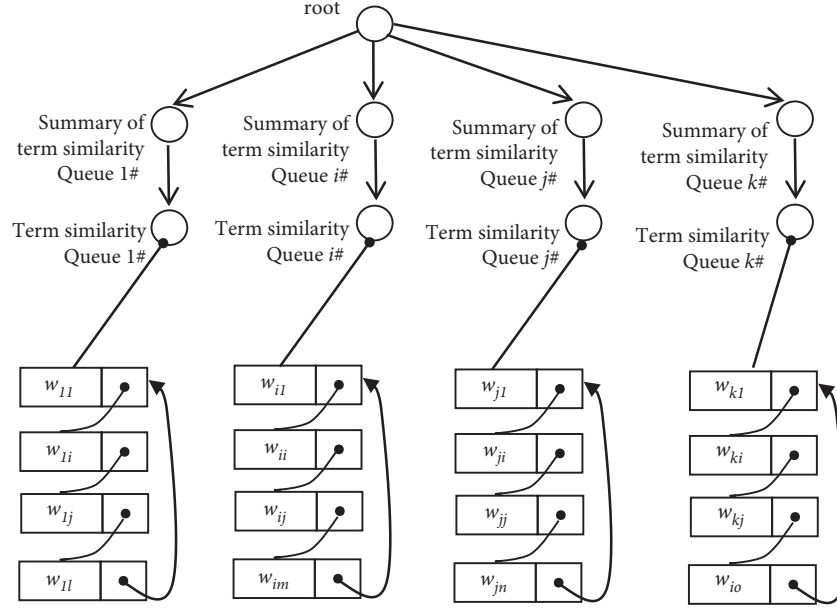 root
Summary of
term similarity
Queue 1#
Summary of
term similarity
Queue i#
Summary of
term similarity
Queue j#
Summary of
term similarity
Queue k#
Term similarity
Queue 1#
Term similarity
Queue i#
Term similarity
Queue j#
Term similarity
Queue k#
w11
w1i
w1j
w1l
wi1
wii
wij
wim
wj1
wji
wjj
wjn
wk1
wki
wkj
wio